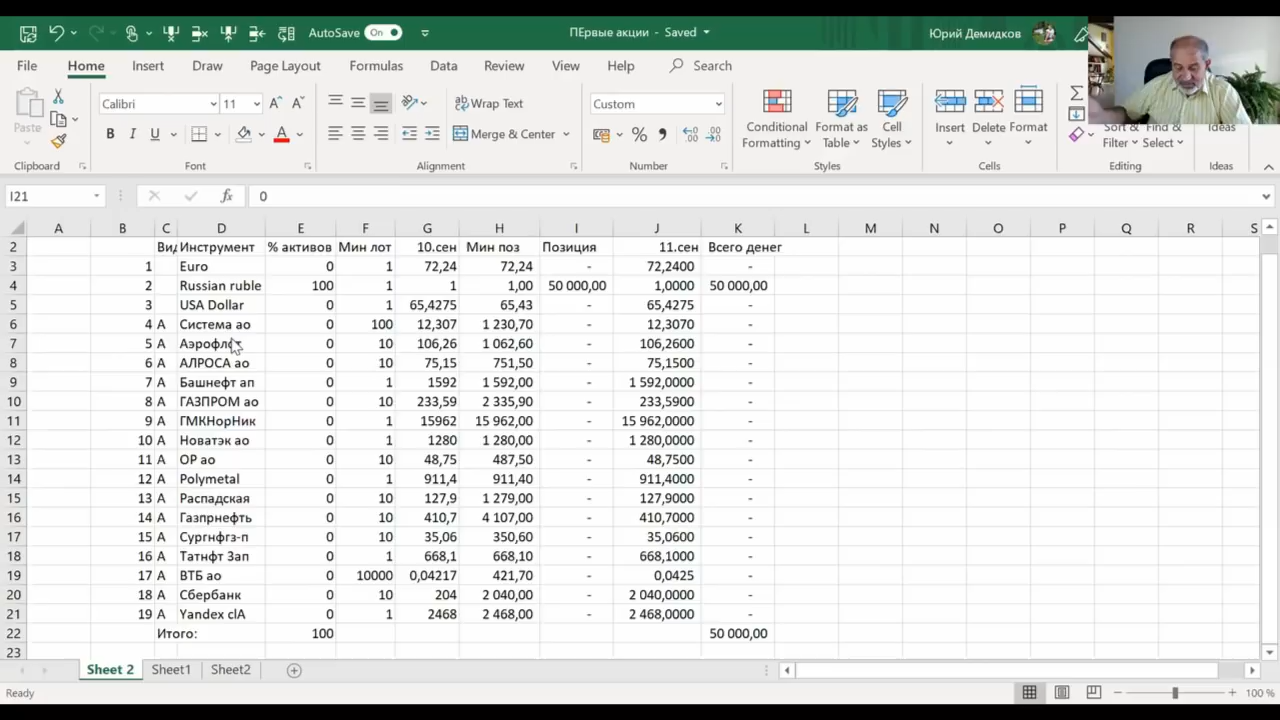 AutoSave On ПЕрвые акции - Saved Юрий Демидков
File Home Insert Draw Page Layout Formulas Data Review View Help Search
Paste Calibri 11 Wrap Text Custom Conditional Formatting Format as Table Cell Styles Insert Delete Format Sort & Filter Find & Select Ideas
B I U Merge & Center
Clipboard Font Alignment Number Styles Cells Editing Ideas
I21 fx 0
A B C D E F G H I J K L M N O P Q R S
2 Вид Инструмент % активов Мин лот 10.сен Мин поз Позиция 11.сен Всего денег
3 1 Euro 0 1 72,24 72,24 - 72,2400 -
4 2 Russian ruble 100 1 1 1,00 50 000,00 1,0000 50 000,00
5 3 USA Dollar 0 1 65,4275 65,43 - 65,4275 -
6 4 А Система ао 0 100 12,307 1 230,70 - 12,3070 -
7 5 А Аэрофлот 0 10 106,26 1 062,60 - 106,2600 -
8 6 А АЛРОСА ао 0 10 75,15 751,50 - 75,1500 -
9 7 А Башнефт ап 0 1 1592 1 592,00 - 1 592,0000 -
10 8 А ГАЗПРОМ ао 0 10 233,59 2 335,90 - 233,5900 -
11 9 А ГМКНорНик 0 1 15962 15 962,00 - 15 962,0000 -
12 10 А Новатэк ао 0 1 1280 1 280,00 - 1 280,0000 -
13 11 А ОР ао 0 10 48,75 487,50 - 48,7500 -
14 12 А Polymetal 0 1 911,4 911,40 - 911,4000 -
15 13 А Распадская 0 10 127,9 1 279,00 - 127,9000 -
16 14 А Газпрнефть 0 10 410,7 4 107,00 - 410,7000 -
17 15 А Сургнфгз-п 0 10 35,06 350,60 - 35,0600 -
18 16 А Татнфт 3ап 0 1 668,1 668,10 - 668,1000 -
19 17 А ВТБ ао 0 10000 0,04217 421,70 - 0,0425 -
20 18 А Сбербанк 0 10 204 2 040,00 - 2 040,0000 -
21 19 А Yandex clA 0 1 2468 2 468,00 - 2 468,0000 -
22 Итого: 100 50 000,00
23
Sheet 2 Sheet1 Sheet2
Ready 100 %